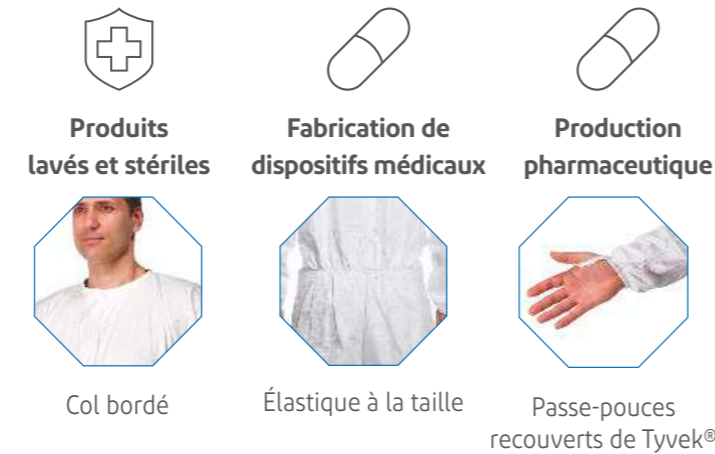 Produits
lavés et stériles
Fabrication de
dispositifs médicaux
Production
pharmaceutique
Col bordé
Élastique à la taille
Passe-pouces
recouverts de Tyvek®